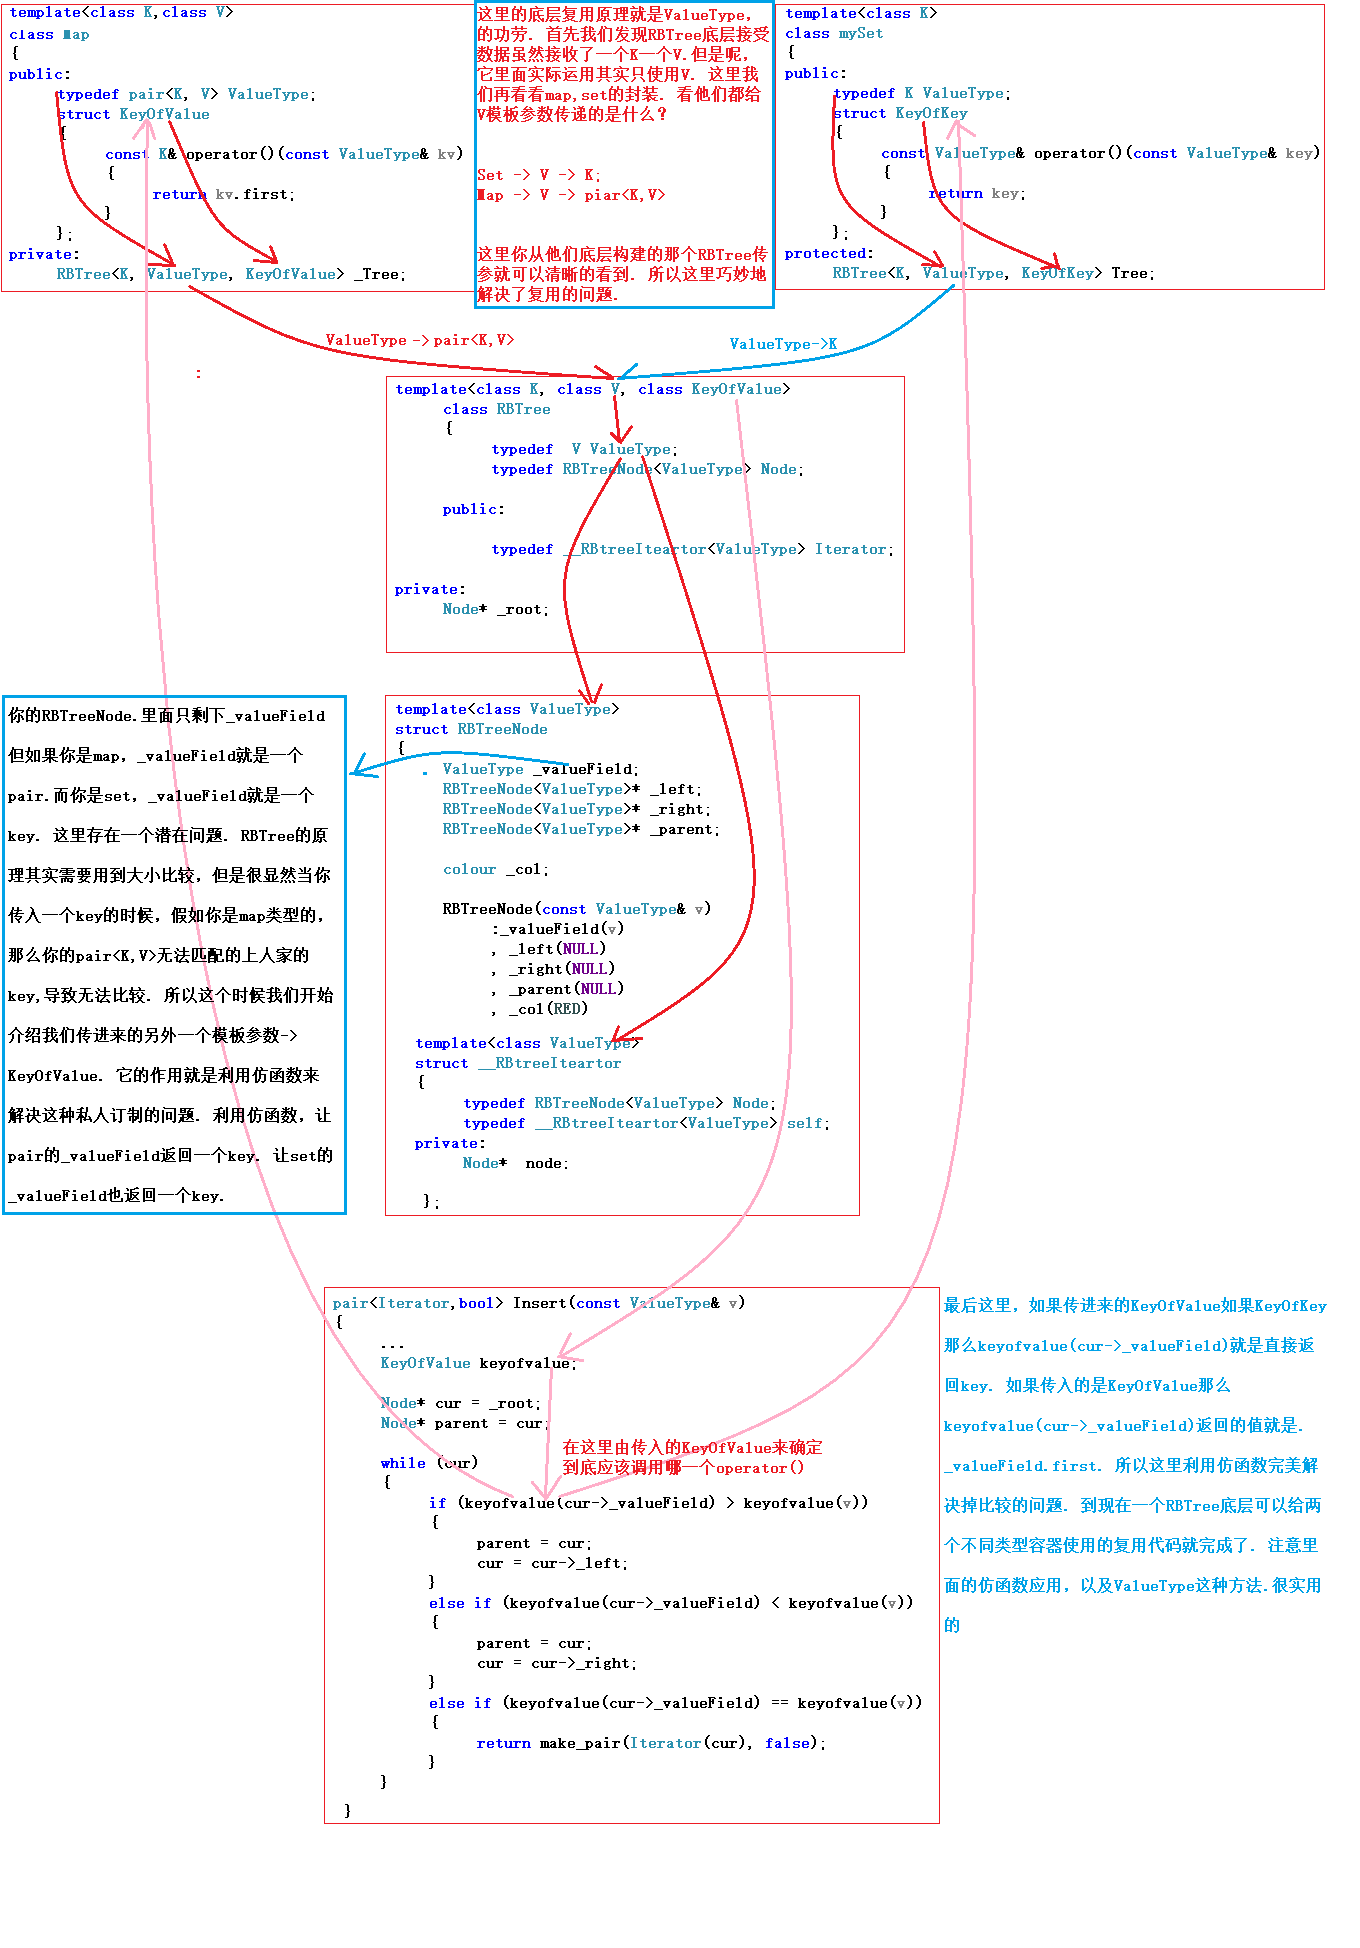 template<class K,class V>
class Map
{
public:
typedef pair<K, V> ValueType;
struct KeyOfValue
{
const K& operator()(const ValueType& kv)
{
return kv.first;
}
};
private:
RBTree<K, ValueType, KeyOfValue> _Tree;
这里的底层复用原理就是ValueType,
的功劳. 首先我们发现RBTree底层接受
数据虽然接收了一个K一个V.但是呢,
它里面实际运用其实只使用V. 这里我
们再看看map,set的封装. 看他们都给
V模板参数传递的是什么?
Set -> V -> K;
Map -> V -> piar<K,V>
这里你从他们底层构建的那个RBTree传
参就可以清晰的看到. 所以这里巧妙地
解决了复用的问题.
template<class K>
class mySet
{
public:
typedef K ValueType;
struct KeyOfKey
{
const ValueType& operator()(const ValueType& key)
{
return key;
}
};
protected:
RBTree<K, ValueType, KeyOfKey> Tree;
ValueType ->pair<K,V>
ValueType->K
:
template<class K, class V, class KeyOfValue>
class RBTree
{
typedef  V ValueType;
typedef RBTreeNode<ValueType> Node;
public:
typedef __RBtreeIteartor<ValueType> Iterator;
private:
Node* _root;
你的RBTreeNode.里面只剩下_valueField
但如果你是map, _valueField就是一个
pair.而你是set, _valueField就是一个
key. 这里存在一个潜在问题. RBTree的原
理其实需要用到大小比较, 但是很显然当你
传入一个key的时候, 假如你是map类型的,
那么你的pair<K,V>无法匹配的上人家的
key,导致无法比较. 所以这个时候我们开始
介绍我们传进来的另外一个模板参数->
KeyOfValue. 它的作用就是利用仿函数来
解决这种私人订制的问题. 利用仿函数, 让
pair的_valueField返回一个key. 让set的
_valueField也返回一个key.
template<class ValueType>
struct RBTreeNode
{
ValueType _valueField;
RBTreeNode<ValueType>* _left;
RBTreeNode<ValueType>* _right;
RBTreeNode<ValueType>* _parent;
colour _col;
RBTreeNode(const ValueType& v)
:_valueField(v)
, _left(NULL)
, _right(NULL)
, _parent(NULL)
, _col(RED)
template<class ValueType>
struct __RBtreeIteartor
{
typedef RBTreeNode<ValueType> Node;
typedef __RBtreeIteartor<ValueType> self;
private:
Node*  node;
};
pair<Iterator,bool> Insert(const ValueType& v)
{
...
KeyOfValue keyofvalue;
Node* cur = _root;
Node* parent = cur;
while (cur)
在这里由传入的KeyOfValue来确定
到底应该调用哪一个operator()
{
if (keyofvalue(cur->_valueField) > keyofvalue(v))
{
parent = cur;
cur = cur->_left;
}
else if (keyofvalue(cur->_valueField) < keyofvalue(v))
{
parent = cur;
cur = cur->_right;
}
else if (keyofvalue(cur->_valueField) == keyofvalue(v))
{
return make_pair(Iterator(cur), false);
}
}
}
最后这里, 如果传进来的KeyOfValue如果KeyOfKey
那么keyofvalue(cur->_valueField)就是直接返
回key. 如果传入的是KeyOfValue那么
keyofvalue(cur->_valueField)返回的值就是.
_valueField.first. 所以这里利用仿函数完美解
决掉比较的问题. 到现在一个RBTree底层可以给两
个不同类型容器使用的复用代码就完成了. 注意里
面的仿函数应用, 以及ValueType这种方法.很实用
的